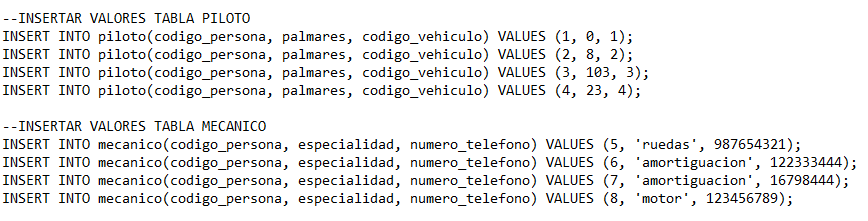 --INSERTAR VALORES TABLA PILOTO
INSERT INTO piloto(codigo_persona, palmares, codigo_vehiculo) VALUES (1, 0, 1);
INSERT INTO piloto(codigo_persona, palmares, codigo_vehiculo) VALUES (2, 8, 2);
INSERT INTO piloto(codigo_persona, palmares, codigo_vehiculo) VALUES (3, 103, 3);
INSERT INTO piloto(codigo_persona, palmares, codigo_vehiculo) VALUES (4, 23, 4);
--INSERTAR VALORES TABLA MECANICO
INSERT INTO mecanico(codigo_persona, especialidad, numero_telefono) VALUES (5, 'ruedas', 987654321);
INSERT INTO mecanico(codigo_persona, especialidad, numero_telefono) VALUES (6, 'amortiguacion', 122333444);
INSERT INTO mecanico(codigo_persona, especialidad, numero_telefono) VALUES (7, 'amortiguacion', 16798444);
INSERT INTO mecanico(codigo_persona, especialidad, numero_telefono) VALUES (8, 'motor', 123456789);